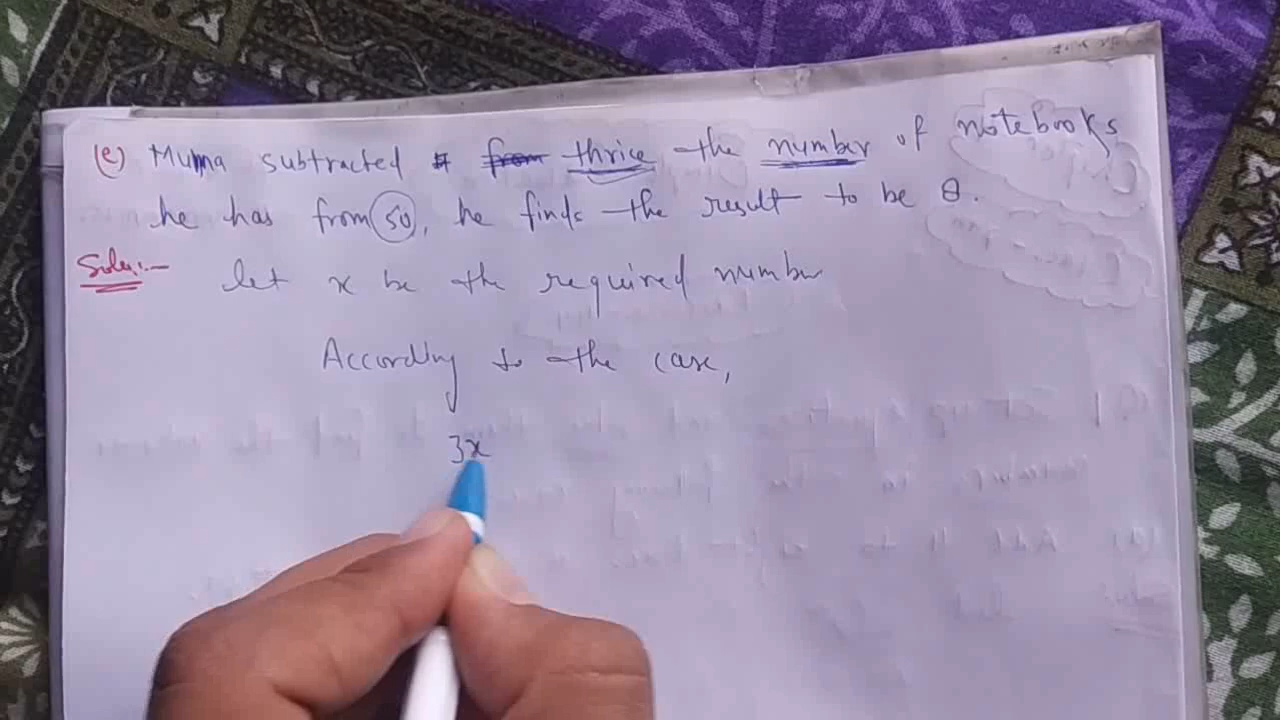 (e) Munna subtracted from thrice the number of notebooks
he has from 50, he finds the result to be 8.
Soln:-
let x be the required number
According to the case,
3x